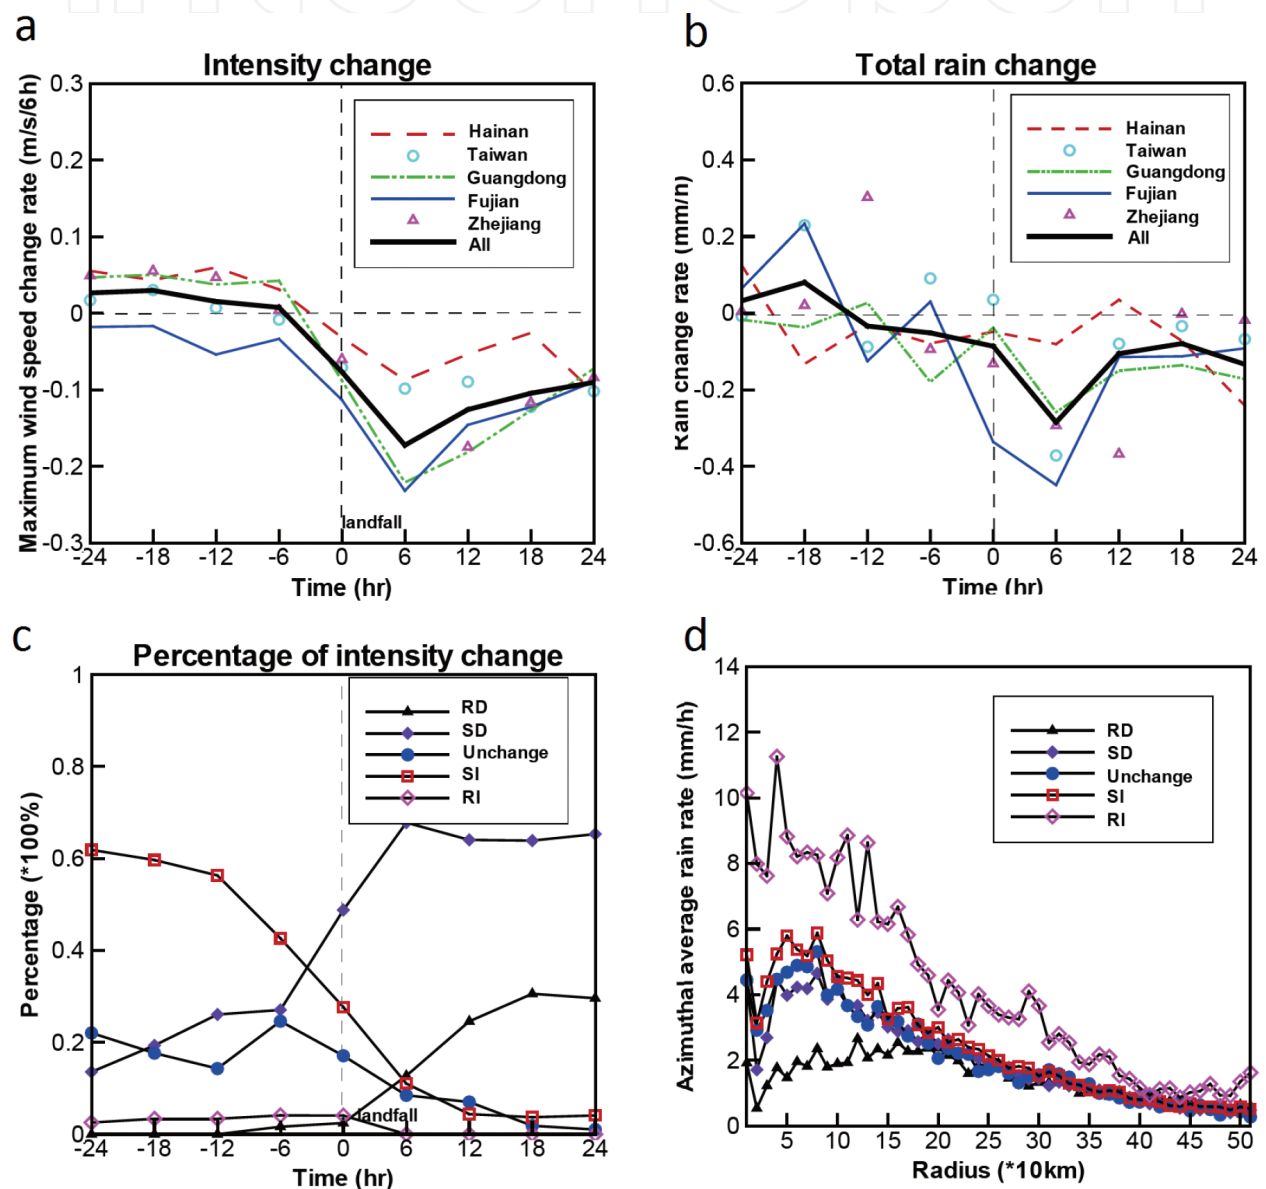 a
Intensity change
Maximum wind speed change rate (m/s/6h)
0.3
0.2
0.1
0
-0.1
-0.2
-0.3
Hainan
Taiwan
Guangdong
Fujian
Zhejiang
All
landfall
-24 -18 -12 -6 0 6 12 18 24
Time (hr)
b
Total rain change
Rain change rate (mm/h)
0.6
0.4
0.2
0
-0.2
-0.4
-0.6
Hainan
Taiwan
Guangdong
Fujian
Zhejiang
All
-24 -18 -12 -6 0 6 12 18 24
Time (hr)
c
Percentage of intensity change
Percentage (*100%)
1
0.8
0.6
0.4
0.2
0
RD
SD
Unchange
SI
RI
landfall
-24 -18 -12 -6 0 6 12 18 24
Time (hr)
d
Azimuthal average rain rate (mm/h)
14
12
10
8
6
4
2
0
RD
SD
Unchange
SI
RI
5 10 15 20 25 30 35 40 45 50
Radius (*10km)